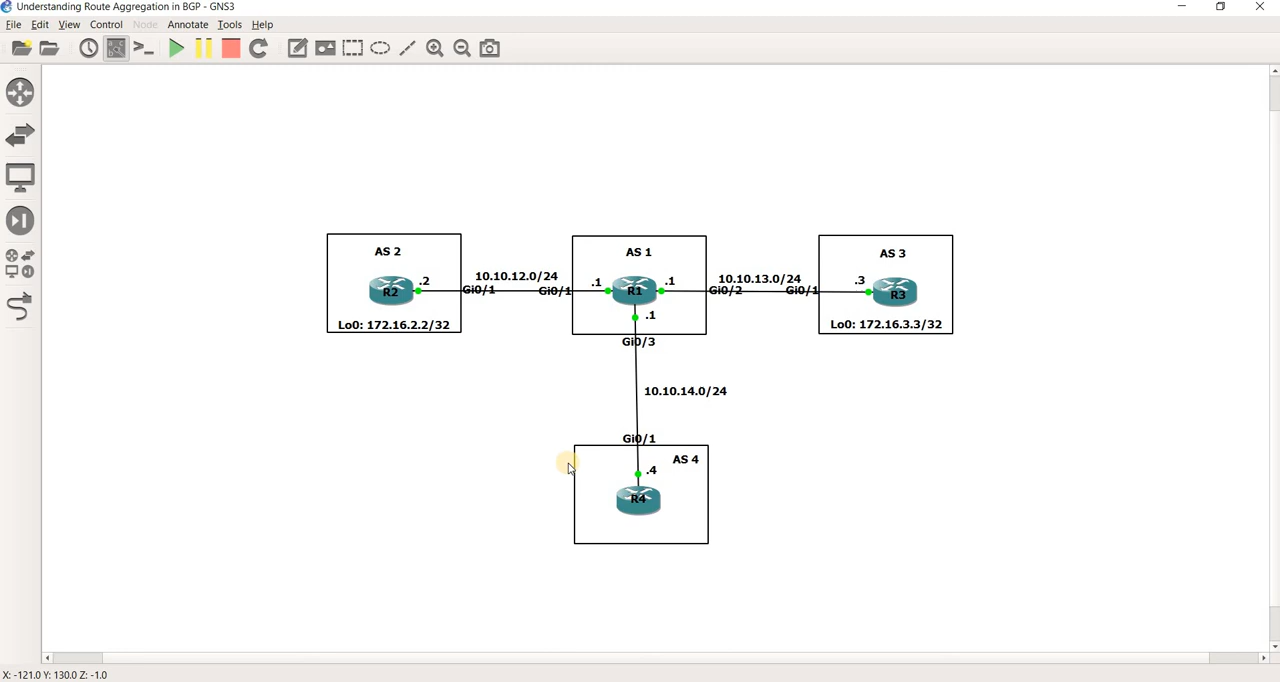 Understanding Route Aggregation in BGP - GNS3
File Edit View Control Node Annotate Tools Help
AS 2
AS 1
AS 3
10.10.12.0/24
10.10.13.0/24
.2
.1
.1
.3
R2
Gi0/1
Gi0/1
R1
Gi0/2
Gi0/1
R3
.1
Lo0: 172.16.2.2/32
Lo0: 172.16.3.3/32
Gi0/3
10.10.14.0/24
Gi0/1
AS 4
.4
R4
X: -121.0 Y: 130.0 Z: -1.0